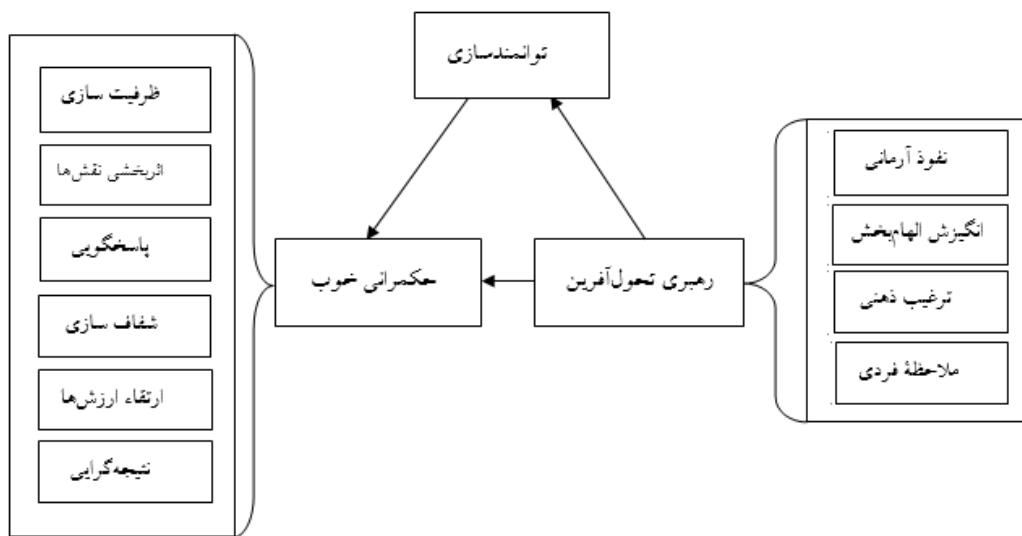 توانمندسازی
نفوذ آرمانی
انگیزش الهام‌بخش
ترغیب ذهنی
ملاحظهٔ فردی
رهبری تحول‌آفرین
حکمرانی خوب
ظرفیت سازی
اثربخشی نقش‌ها
پاسخگویی
شفاف سازی
ارتقاء ارزش‌ها
نتیجه‌گرایی